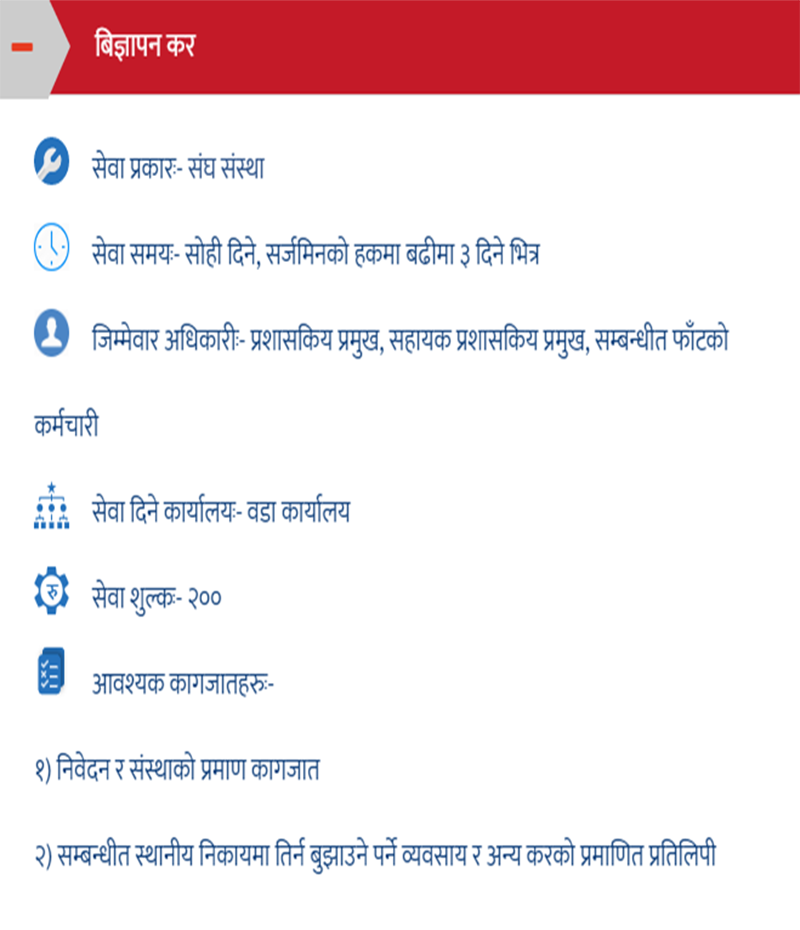 बिज्ञापन कर
सेवा प्रकारः- संघ संस्था
सेवा समयः- सोही दिने, सर्जमिनको हकमा बढीमा ३ दिने भित्र
जिम्मेवार अधिकारीः- प्रशासकिय प्रमुख, सहायक प्रशासकिय प्रमुख, सम्बन्धीत फाँटको
कर्मचारी
सेवा दिने कार्यालयः- वडा कार्यालय
रु
सेवा शुल्कः- २००
आवश्यक कागजातहरुः-
१) निवेदन र संस्थाको प्रमाण कागजात
२) सम्बन्धीत स्थानीय निकायमा तिर्न बुझाउने पर्ने व्यवसाय र अन्य करको प्रमाणित प्रतिलिपी